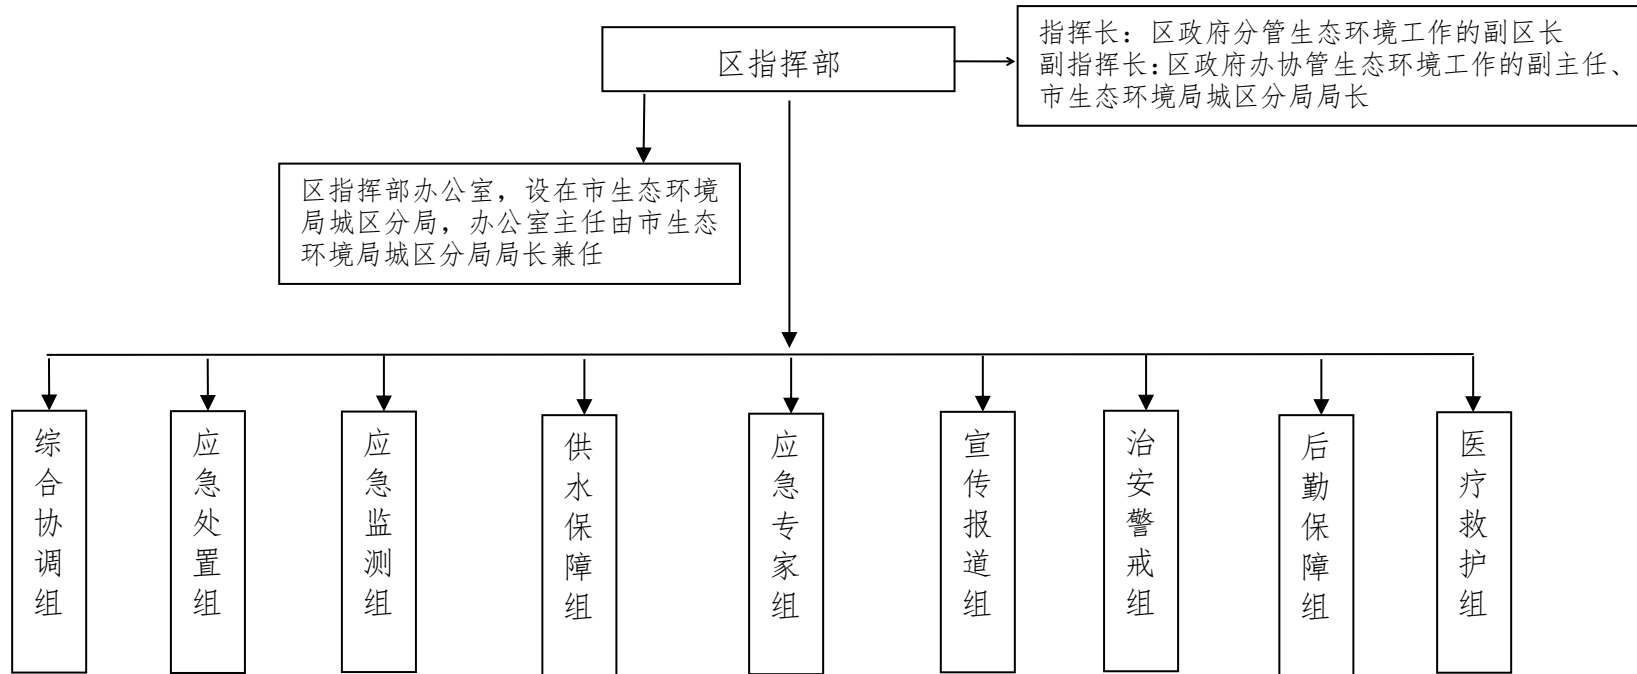 区指挥部
指挥长：区政府分管生态环境工作的副区长
副指挥长：区政府办协管生态环境工作的副主任、
市生态环境局城区分局局长
区指挥部办公室，设在市生态环境
局城区分局，办公室主任由市生态
环境局城区分局局长兼任
综合协调组
应急处置组
应急监测组
供水保障组
应急专家组
宣传报道组
治安警戒组
后勤保障组
医疗救护组